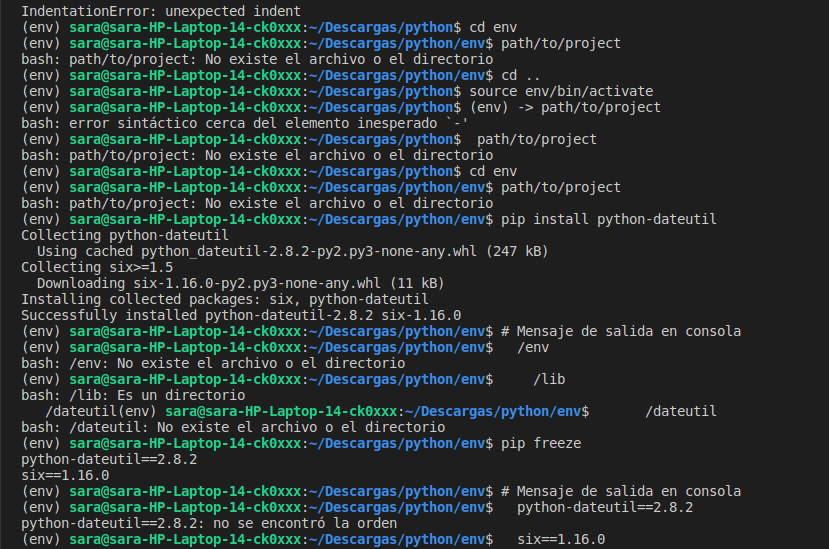 IndentationError: unexpected indent
(env) sara@sara-HP-Laptop-14-ck0xxx:~/Descargas/python$ cd env
(env) sara@sara-HP-Laptop-14-ck0xxx:~/Descargas/python/env$ path/to/project
bash: path/to/project: No existe el archivo o el directorio
(env) sara@sara-HP-Laptop-14-ck0xxx:~/Descargas/python/env$ cd ..
(env) sara@sara-HP-Laptop-14-ck0xxx:~/Descargas/python$ source env/bin/activate
(env) sara@sara-HP-Laptop-14-ck0xxx:~/Descargas/python$ (env) -> path/to/project
bash: error sintáctico cerca del elemento inesperado `-'
(env) sara@sara-HP-Laptop-14-ck0xxx:~/Descargas/python$  path/to/project
bash: path/to/project: No existe el archivo o el directorio
(env) sara@sara-HP-Laptop-14-ck0xxx:~/Descargas/python$ cd env
(env) sara@sara-HP-Laptop-14-ck0xxx:~/Descargas/python/env$ path/to/project
bash: path/to/project: No existe el archivo o el directorio
(env) sara@sara-HP-Laptop-14-ck0xxx:~/Descargas/python/env$ pip install python-dateutil
Collecting python-dateutil
  Using cached python_dateutil-2.8.2-py2.py3-none-any.whl (247 kB)
Collecting six>=1.5
  Downloading six-1.16.0-py2.py3-none-any.whl (11 kB)
Installing collected packages: six, python-dateutil
Successfully installed python-dateutil-2.8.2 six-1.16.0
(env) sara@sara-HP-Laptop-14-ck0xxx:~/Descargas/python/env$ # Mensaje de salida en consola
(env) sara@sara-HP-Laptop-14-ck0xxx:~/Descargas/python/env$   /env
bash: /env: No existe el archivo o el directorio
(env) sara@sara-HP-Laptop-14-ck0xxx:~/Descargas/python/env$     /lib
bash: /lib: Es un directorio
   /dateutil(env) sara@sara-HP-Laptop-14-ck0xxx:~/Descargas/python/env$       /dateutil
bash: /dateutil: No existe el archivo o el directorio
(env) sara@sara-HP-Laptop-14-ck0xxx:~/Descargas/python/env$ pip freeze
python-dateutil==2.8.2
six==1.16.0
(env) sara@sara-HP-Laptop-14-ck0xxx:~/Descargas/python/env$ # Mensaje de salida en consola
(env) sara@sara-HP-Laptop-14-ck0xxx:~/Descargas/python/env$   python-dateutil==2.8.2
python-dateutil==2.8.2: no se encontró la orden
(env) sara@sara-HP-Laptop-14-ck0xxx:~/Descargas/python/env$   six==1.16.0